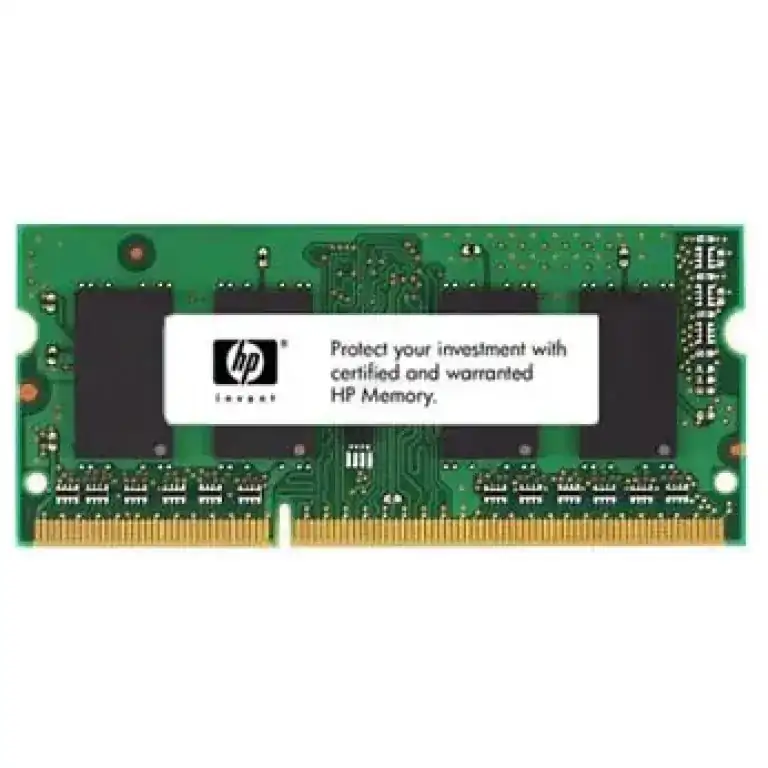 hp®
invent
Protect your investment with
certified and warranted
HP Memory.